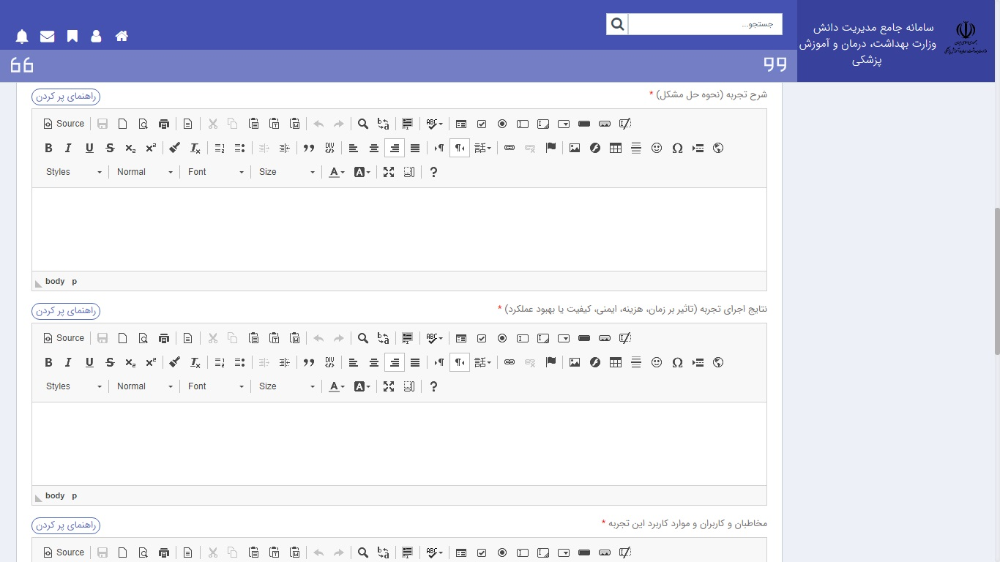 سامانه جامع مدیریت دانش
وزارت بهداشت، درمان و آموزش
پزشکی
جستجو...
شرح تجربه (نحوه حل مشکل) *
راهنمای پر کردن
Source
Styles Normal Font Size
body p
نتایج اجرای تجربه (تاثیر بر زمان، هزینه، ایمنی، کیفیت یا بهبود عملکرد) *
راهنمای پر کردن
Source
Styles Normal Font Size
body p
مخاطبان و کاربران و موارد کاربرد این تجربه *
راهنمای پر کردن
Source